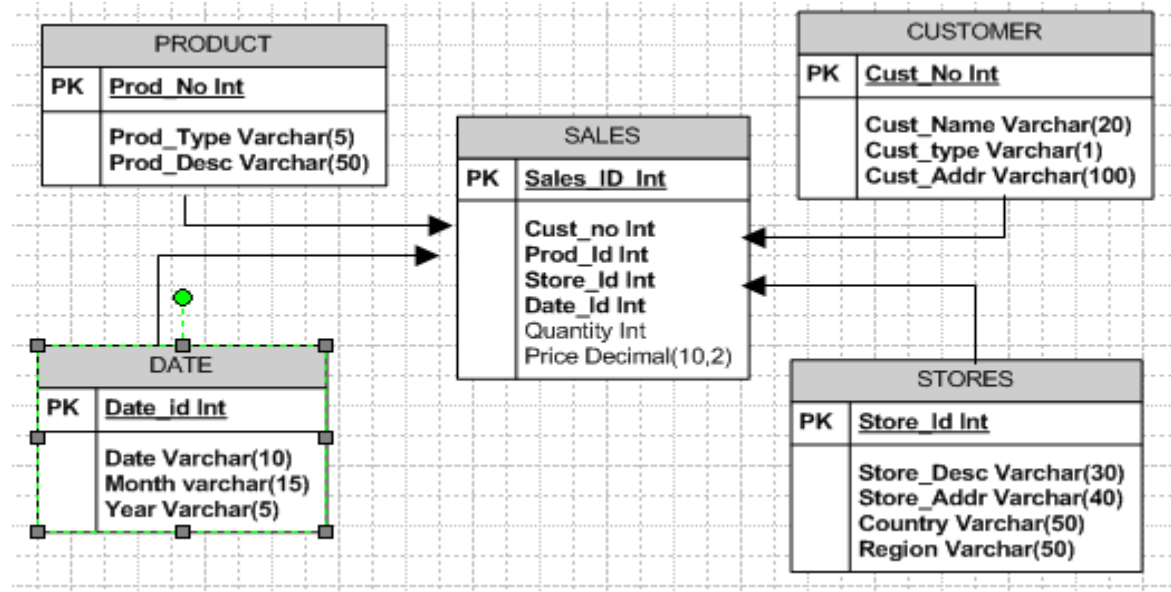 PRODUCT
PK Prod_No Int
Prod_Type Varchar(5)
Prod_Desc Varchar(50)
CUSTOMER
PK Cust_No Int
Cust_Name Varchar(20)
Cust_type Varchar(1)
Cust_Addr Varchar(100)
SALES
PK Sales_ID Int
Cust_no Int
Prod_Id Int
Store_Id Int
Date_Id Int
Quantity Int
Price Decimal(10,2)
DATE
PK Date_id Int
Date Varchar(10)
Month varchar(15)
Year Varchar(5)
STORES
PK Store_Id Int
Store_Desc Varchar(30)
Store_Addr Varchar(40)
Country Varchar(50)
Region Varchar(50)